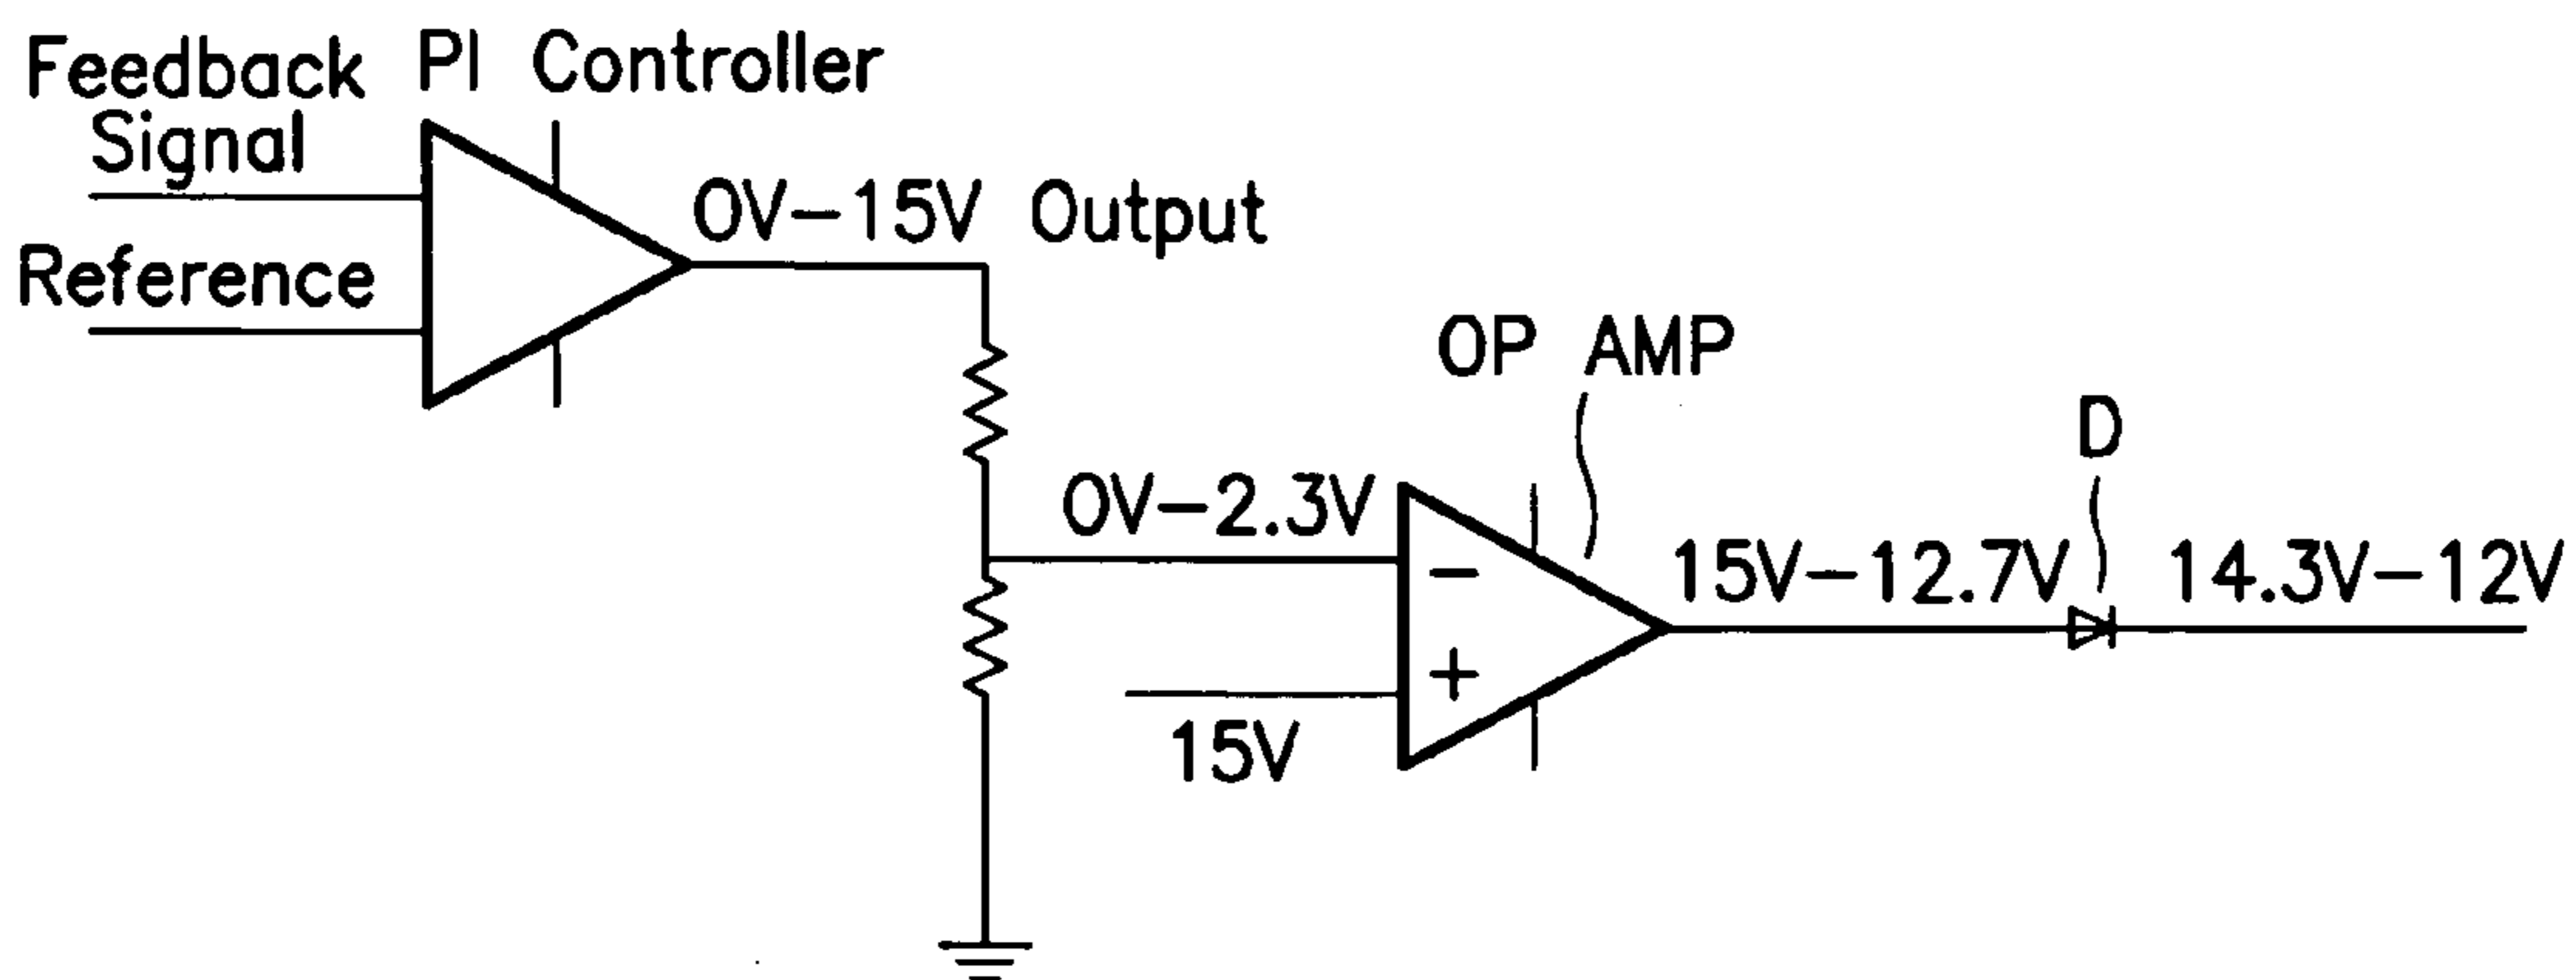 Feedback
Signal
PI Controller
Reference
0V-15V Output
OP AMP
D
0V-2.3V
-
+
15V
15V-12.7V
14.3V-12V